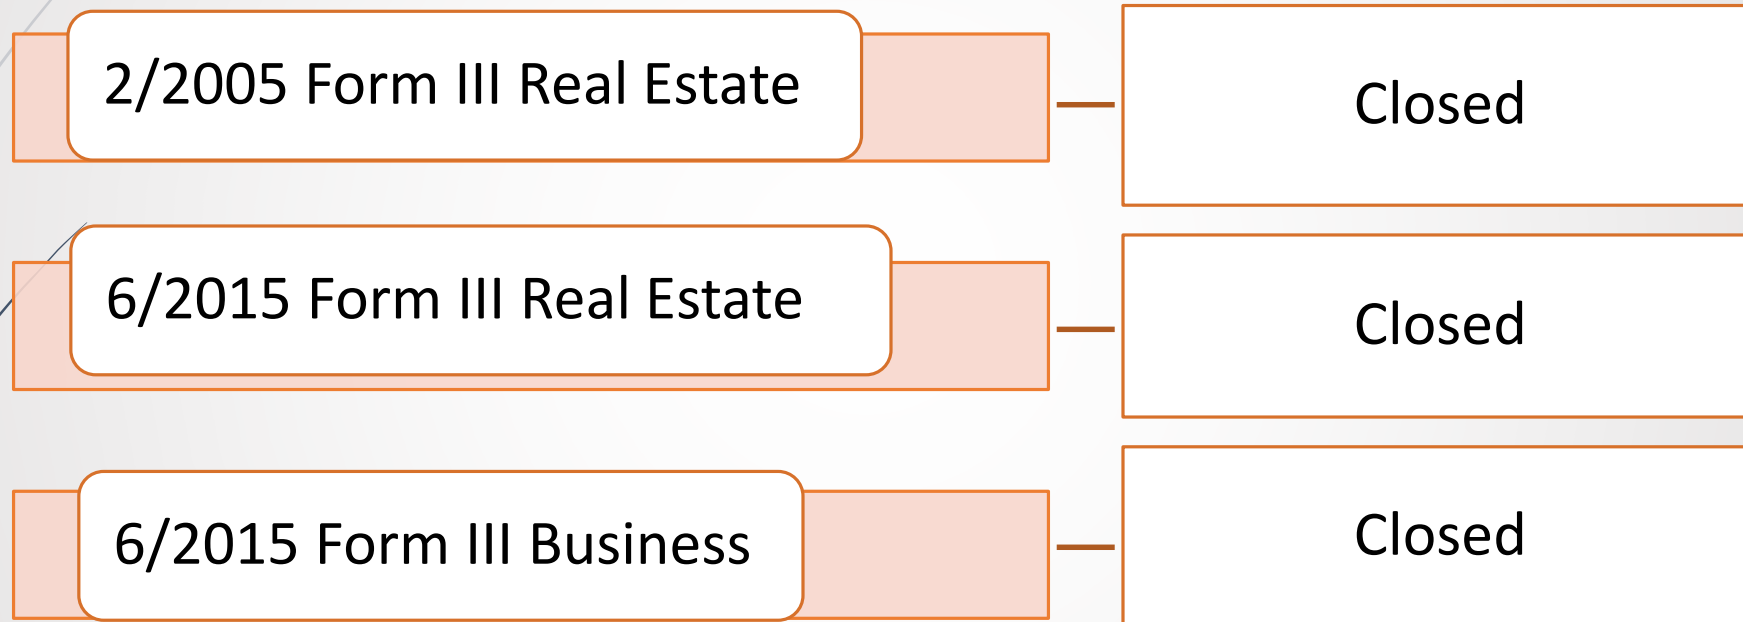 2/2005 Form III Real Estate
Closed
6/2015 Form III Real Estate
Closed
6/2015 Form III Business
Closed